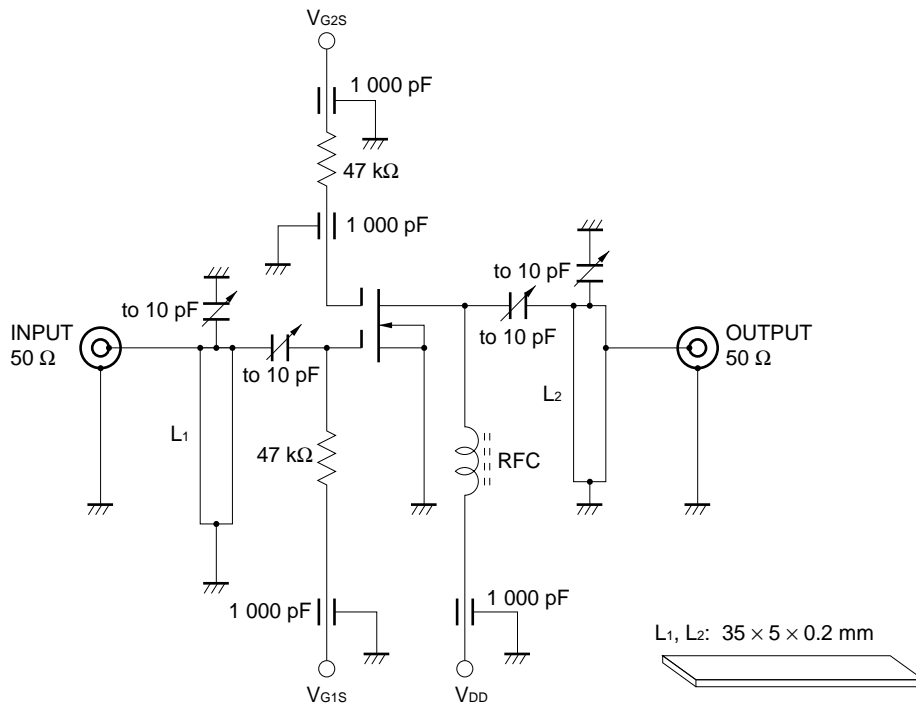 VG2S
1 000 pF
47 kΩ
1 000 pF
to 10 pF
to 10 pF
INPUT
50 Ω
to 10 pF
to 10 pF
OUTPUT
50 Ω
L1
L2
47 kΩ
RFC
1 000 pF
1 000 pF
L1, L2: 35 × 5 × 0.2 mm
VG1S
VDD